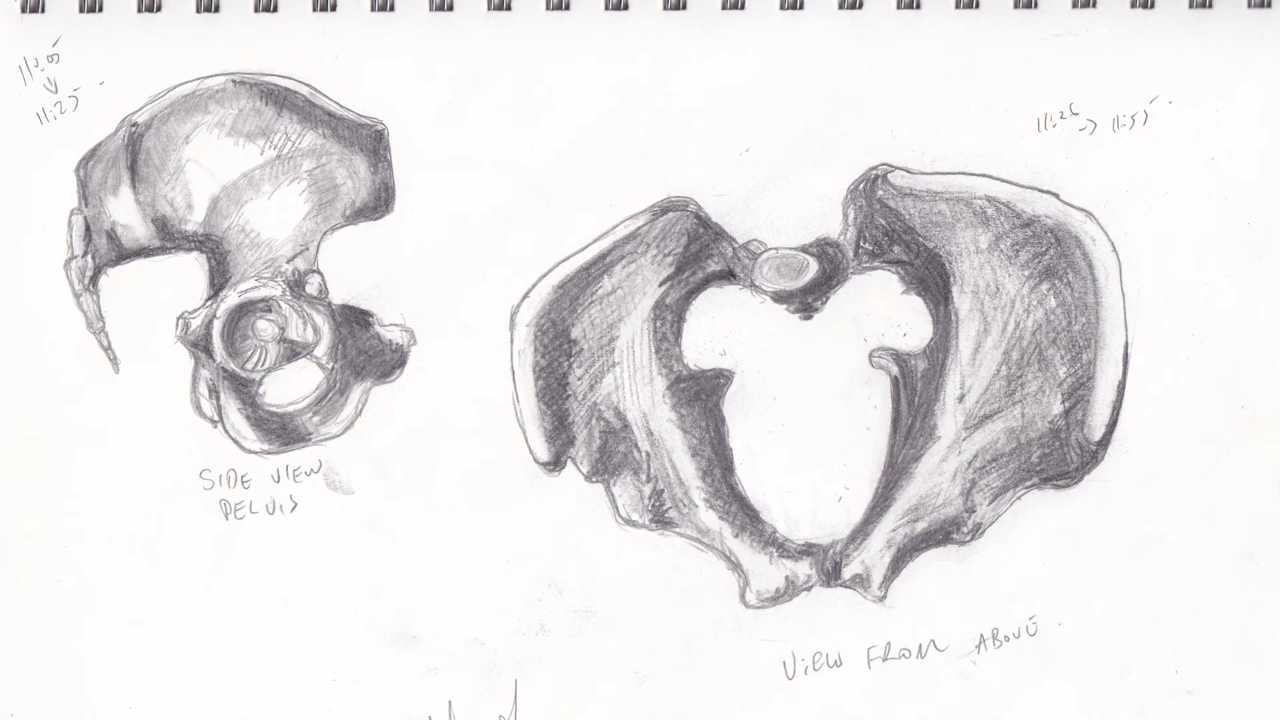 11:05
↓
11:25
11:26 → 11:55
SIDE VIEW
PELVIS
VIEW FROM ABOVE